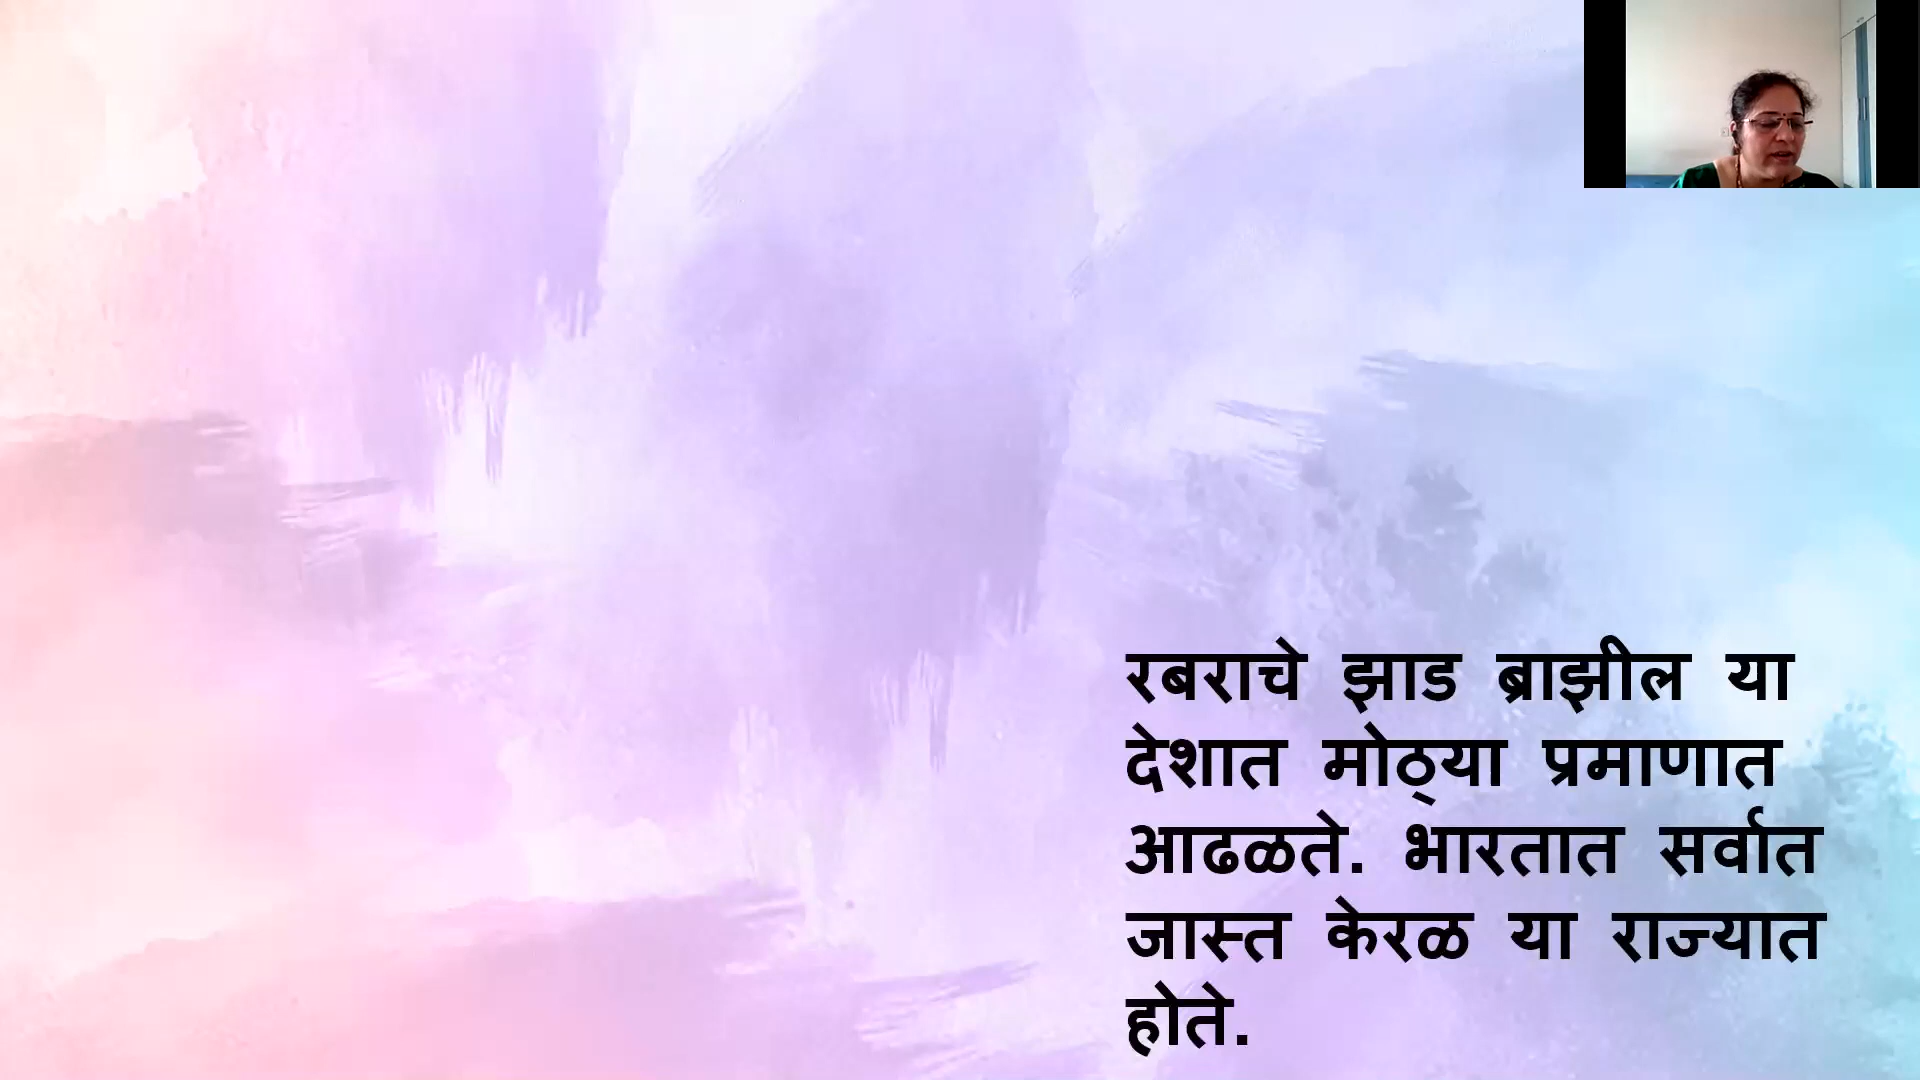 रबराचे झाड ब्राझील या
देशात मोठ्या प्रमाणात
आढळते. भारतात सर्वात
जास्त केरळ या राज्यात
होते.